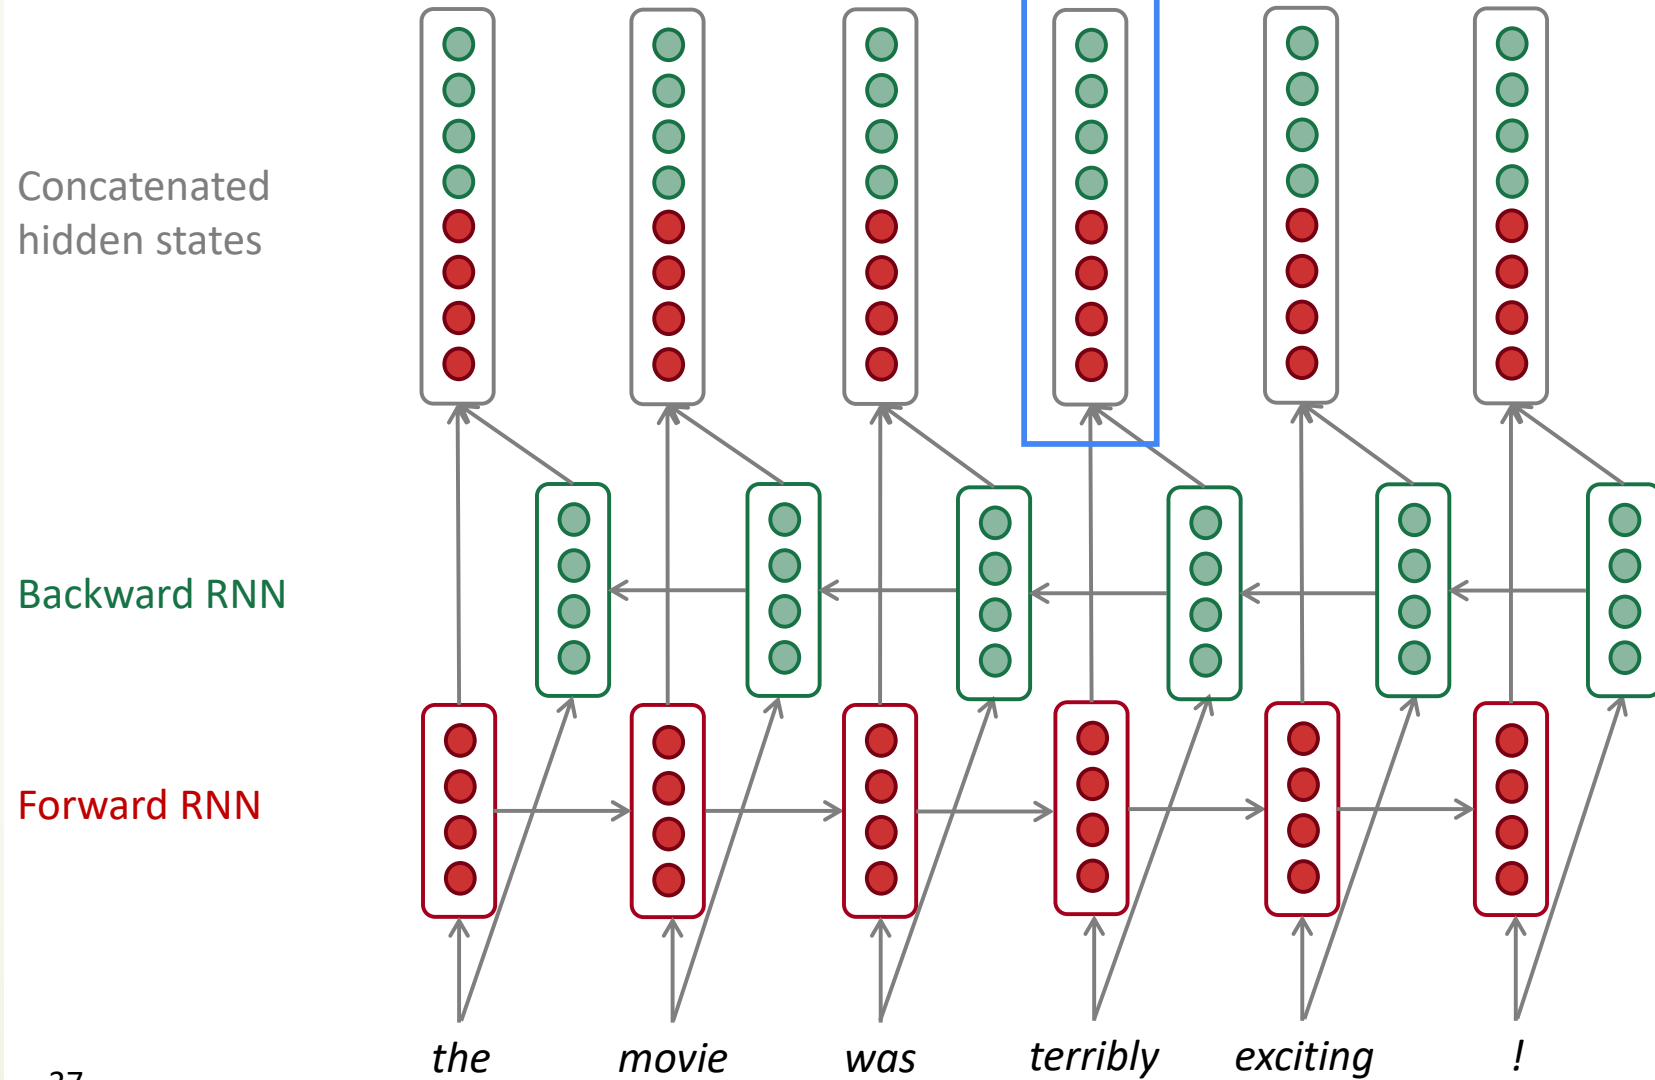 Concatenated
hidden states
Backward RNN
Forward RNN
the movie was terribly exciting !